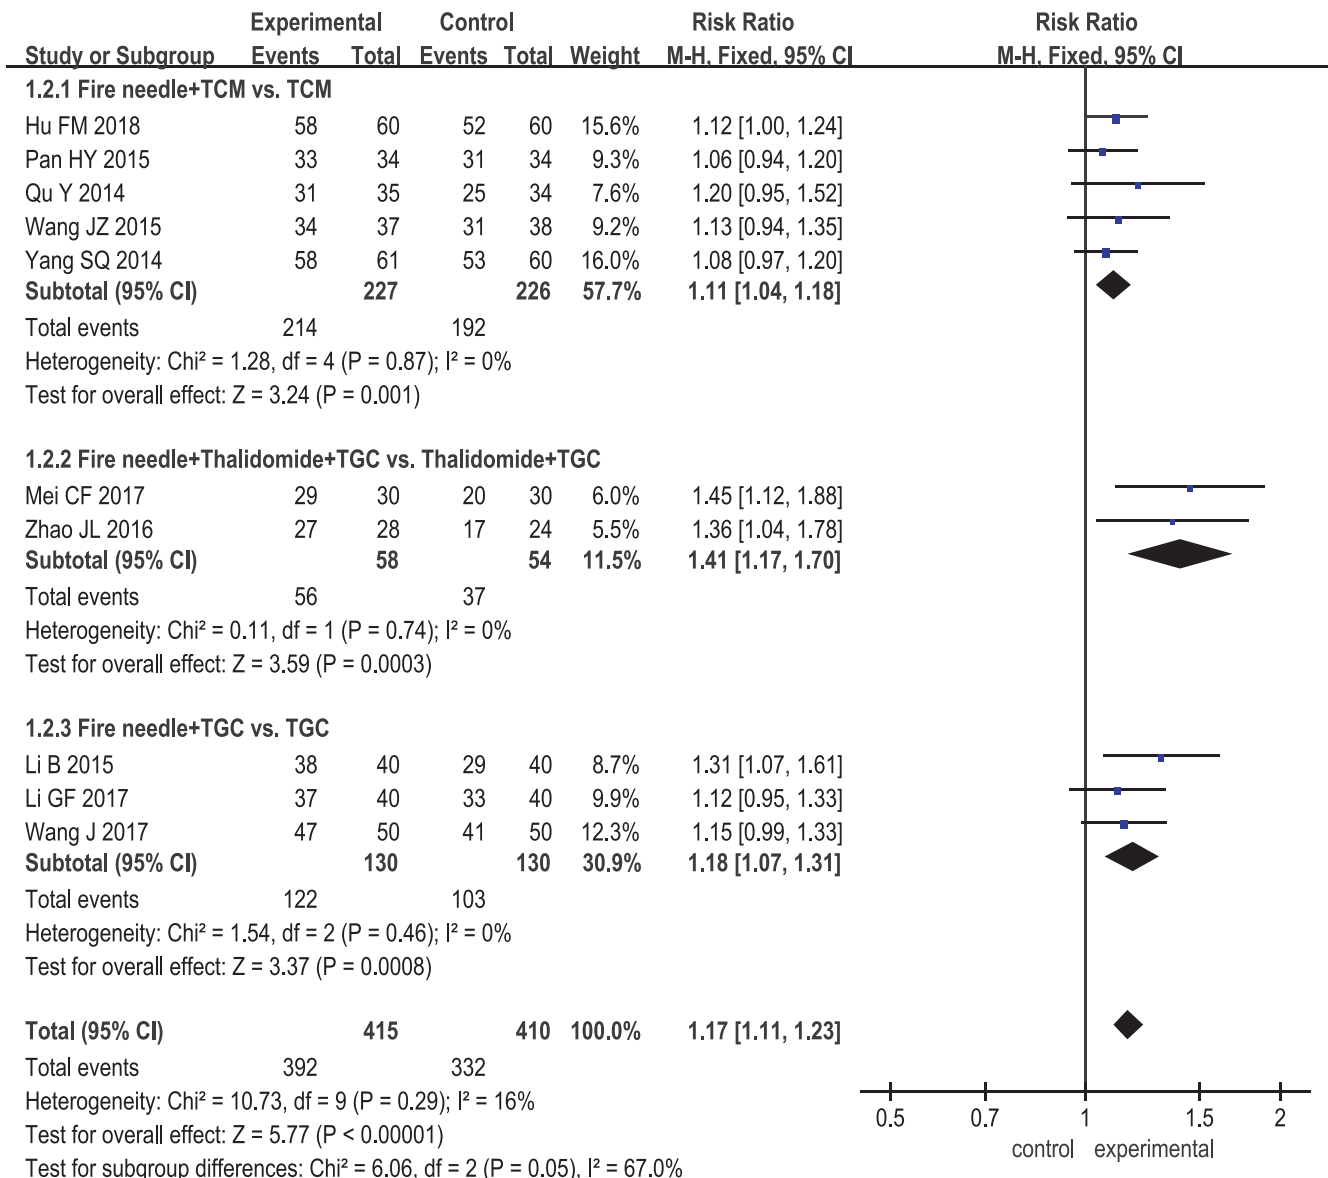 Experimental Control Risk Ratio Risk Ratio
Study or Subgroup Events Total Events Total Weight M-H, Fixed, 95% CI M-H, Fixed, 95% CI
1.2.1 Fire needle+TCM vs. TCM
Hu FM 2018 58 60 52 60 15.6% 1.12 [1.00, 1.24]
Pan HY 2015 33 34 31 34 9.3% 1.06 [0.94, 1.20]
Qu Y 2014 31 35 25 34 7.6% 1.20 [0.95, 1.52]
Wang JZ 2015 34 37 31 38 9.2% 1.13 [0.94, 1.35]
Yang SQ 2014 58 61 53 60 16.0% 1.08 [0.97, 1.20]
Subtotal (95% CI) 227 226 57.7% 1.11 [1.04, 1.18]
Total events 214 192
Heterogeneity: Chi² = 1.28, df = 4 (P = 0.87); I² = 0%
Test for overall effect: Z = 3.24 (P = 0.001)
1.2.2 Fire needle+Thalidomide+TGC vs. Thalidomide+TGC
Mei CF 2017 29 30 20 30 6.0% 1.45 [1.12, 1.88]
Zhao JL 2016 27 28 17 24 5.5% 1.36 [1.04, 1.78]
Subtotal (95% CI) 58 54 11.5% 1.41 [1.17, 1.70]
Total events 56 37
Heterogeneity: Chi² = 0.11, df = 1 (P = 0.74); I² = 0%
Test for overall effect: Z = 3.59 (P = 0.0003)
1.2.3 Fire needle+TGC vs. TGC
Li B 2015 38 40 29 40 8.7% 1.31 [1.07, 1.61]
Li GF 2017 37 40 33 40 9.9% 1.12 [0.95, 1.33]
Wang J 2017 47 50 41 50 12.3% 1.15 [0.99, 1.33]
Subtotal (95% CI) 130 130 30.9% 1.18 [1.07, 1.31]
Total events 122 103
Heterogeneity: Chi² = 1.54, df = 2 (P = 0.46); I² = 0%
Test for overall effect: Z = 3.37 (P = 0.0008)
Total (95% CI) 415 410 100.0% 1.17 [1.11, 1.23]
Total events 392 332
Heterogeneity: Chi² = 10.73, df = 9 (P = 0.29); I² = 16%
Test for overall effect: Z = 5.77 (P < 0.00001)
Test for subgroup differences: Chi² = 6.06, df = 2 (P = 0.05), I² = 67.0%
0.5 0.7 1 1.5 2
control experimental